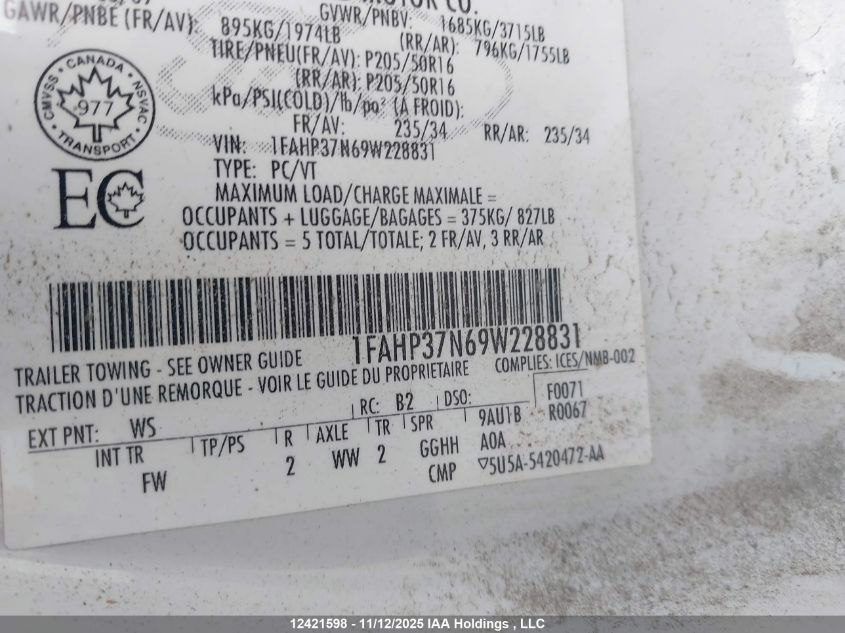 MOTOR CO.
GAWR/PNBE (FR/AV): 895KG/1974LB GVWR/PNBV: 1685KG/3715LB
(RR/AR): 796KG/1755LB
TIRE/PNEU(FR/AV): P205/50R16
(RR/AR): P205/50R16
kPa/PSI(COLD)/lb/po² (A FROID):
FR/AV: 235/34 RR/AR: 235/34
CMVSS CANADA NSVAC
977
TRANSPORT
VIN: 1FAHP37N69W228831
TYPE: PC/VT
EC
MAXIMUM LOAD/CHARGE MAXIMALE =
OCCUPANTS + LUGGAGE/BAGAGES = 375KG/ 827LB
OCCUPANTS = 5 TOTAL/TOTALE; 2 FR/AV, 3 RR/AR
1FAHP37N69W228831
TRAILER TOWING - SEE OWNER GUIDE COMPLIES: ICES/NMB-002
TRACTION D'UNE REMORQUE - VOIR LE GUIDE DU PROPRIETAIRE
F0071
R0067
EXT PNT: WS RC: B2 DSO:
INT TR TP/PS R AXLE TR SPR 9AU1B
FW 2 WW 2 GGHH A0A
CMP ▽5U5A-5420472-AA
12421598 - 11/12/2025 IAA Holdings , LLC